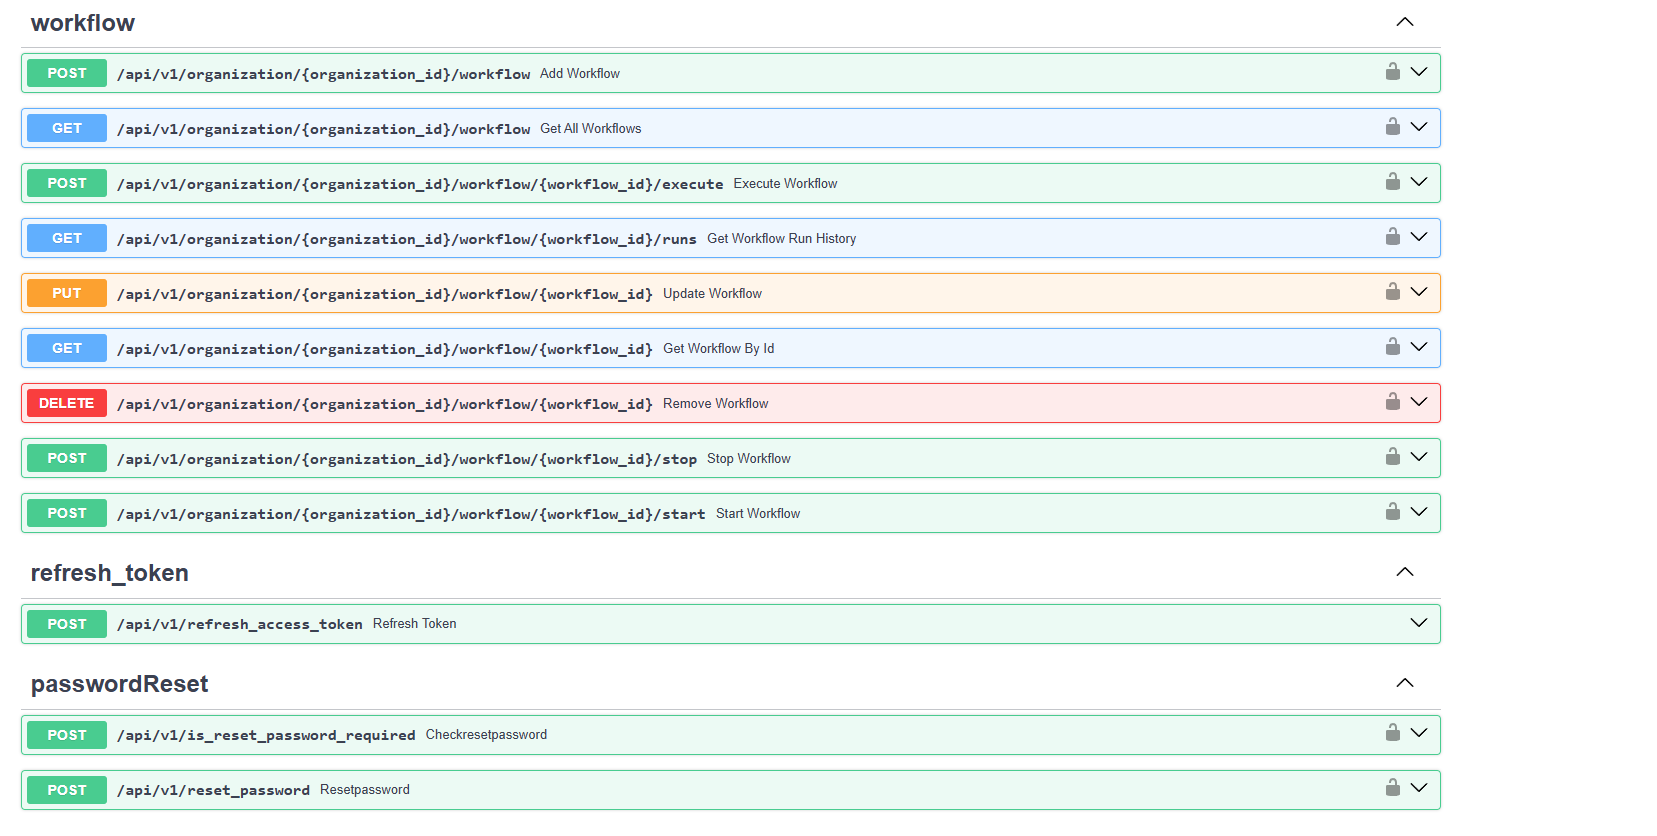 workflow
POST /api/v1/organization/{organization_id}/workflow Add Workflow
GET /api/v1/organization/{organization_id}/workflow Get All Workflows
POST /api/v1/organization/{organization_id}/workflow/{workflow_id}/execute Execute Workflow
GET /api/v1/organization/{organization_id}/workflow/{workflow_id}/runs Get Workflow Run History
PUT /api/v1/organization/{organization_id}/workflow/{workflow_id} Update Workflow
GET /api/v1/organization/{organization_id}/workflow/{workflow_id} Get Workflow By Id
DELETE /api/v1/organization/{organization_id}/workflow/{workflow_id} Remove Workflow
POST /api/v1/organization/{organization_id}/workflow/{workflow_id}/stop Stop Workflow
POST /api/v1/organization/{organization_id}/workflow/{workflow_id}/start Start Workflow
refresh_token
POST /api/v1/refresh_access_token Refresh Token
passwordReset
POST /api/v1/is_reset_password_required Checkresetpassword
POST /api/v1/reset_password Resetpassword